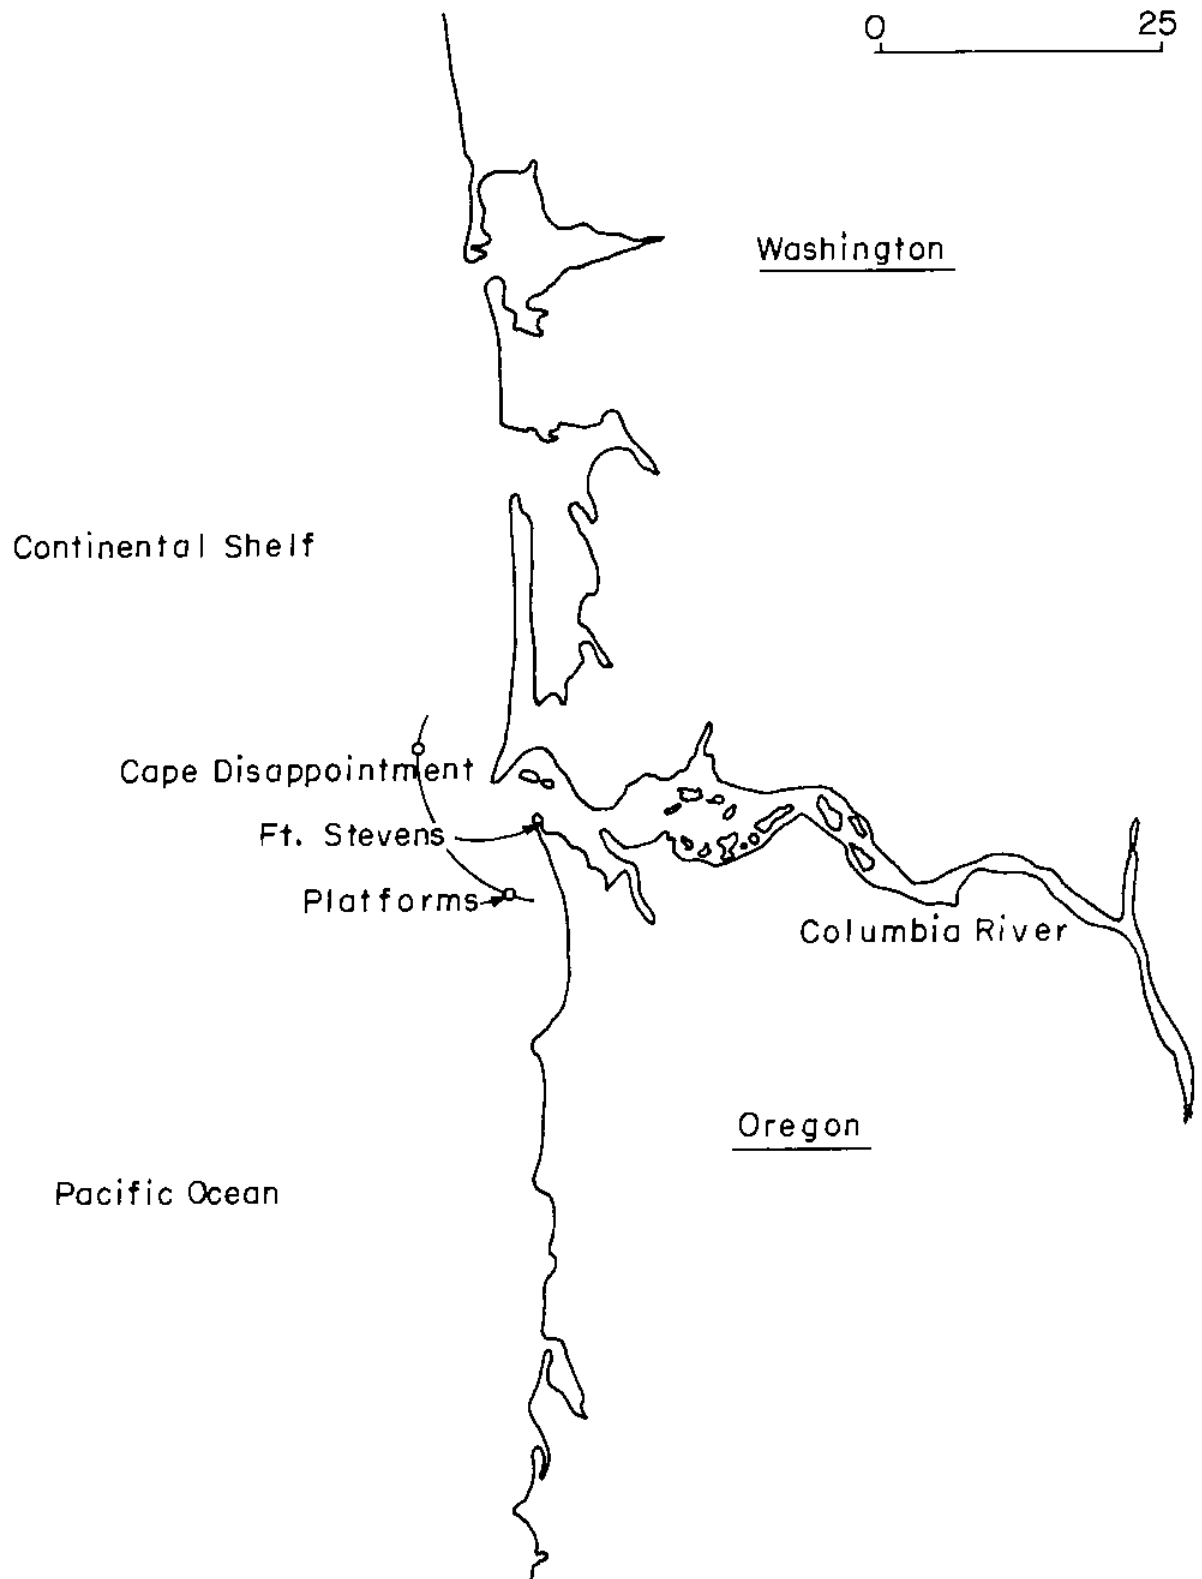 0 25
Washington
Continental Shelf
Cape Disappointment
Ft. Stevens
Platforms
Columbia River
Oregon
Pacific Ocean